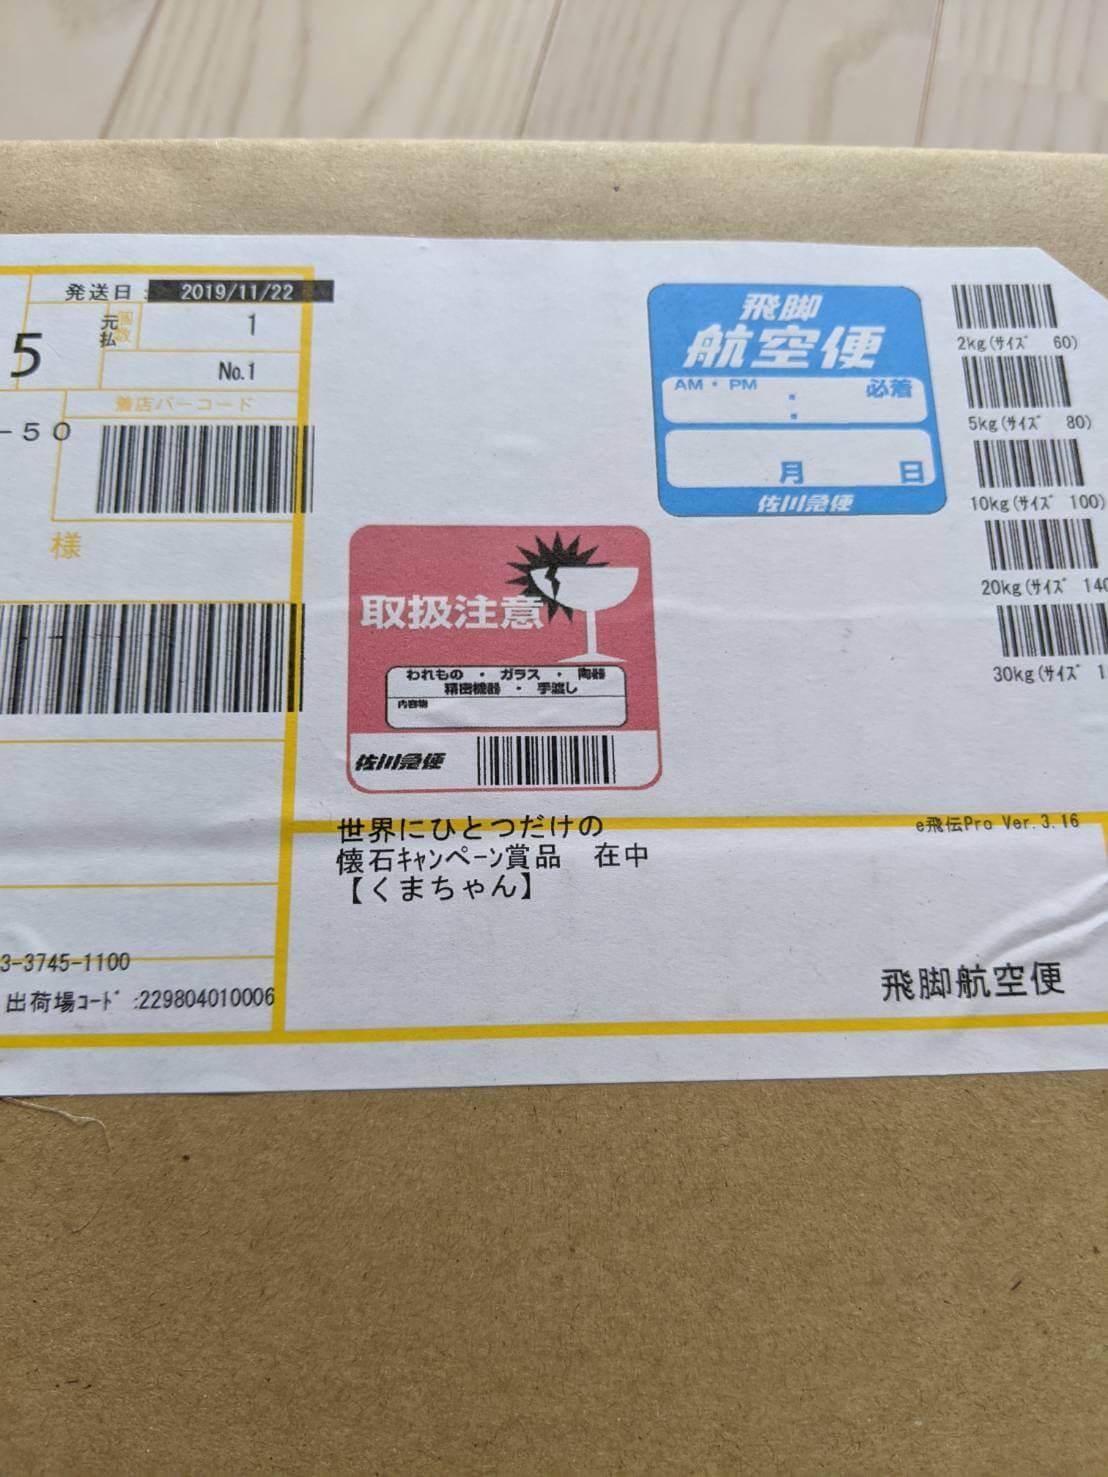 発送日: 2019/11/22
元払
個数
1
5
No.1
着店バーコード
-50
様
3-3745-1100
出荷場ｺｰﾄﾞ:229804010006
飛脚
航空便
AM・PM : 必着
月 日
佐川急便
2kg(ｻｲｽﾞ 60)
5kg(ｻｲｽﾞ 80)
10kg(ｻｲｽﾞ 100)
20kg(ｻｲｽﾞ 140
30kg(ｻｲｽﾞ 1
取扱注意
われもの ・ ガラス ・ 陶器
精密機器 ・ 手渡し
内容物
佐川急便
世界にひとつだけの
懐石ｷｬﾝﾍﾟｰﾝ賞品 在中
【くまちゃん】
e飛伝Pro Ver.3.16
飛脚航空便